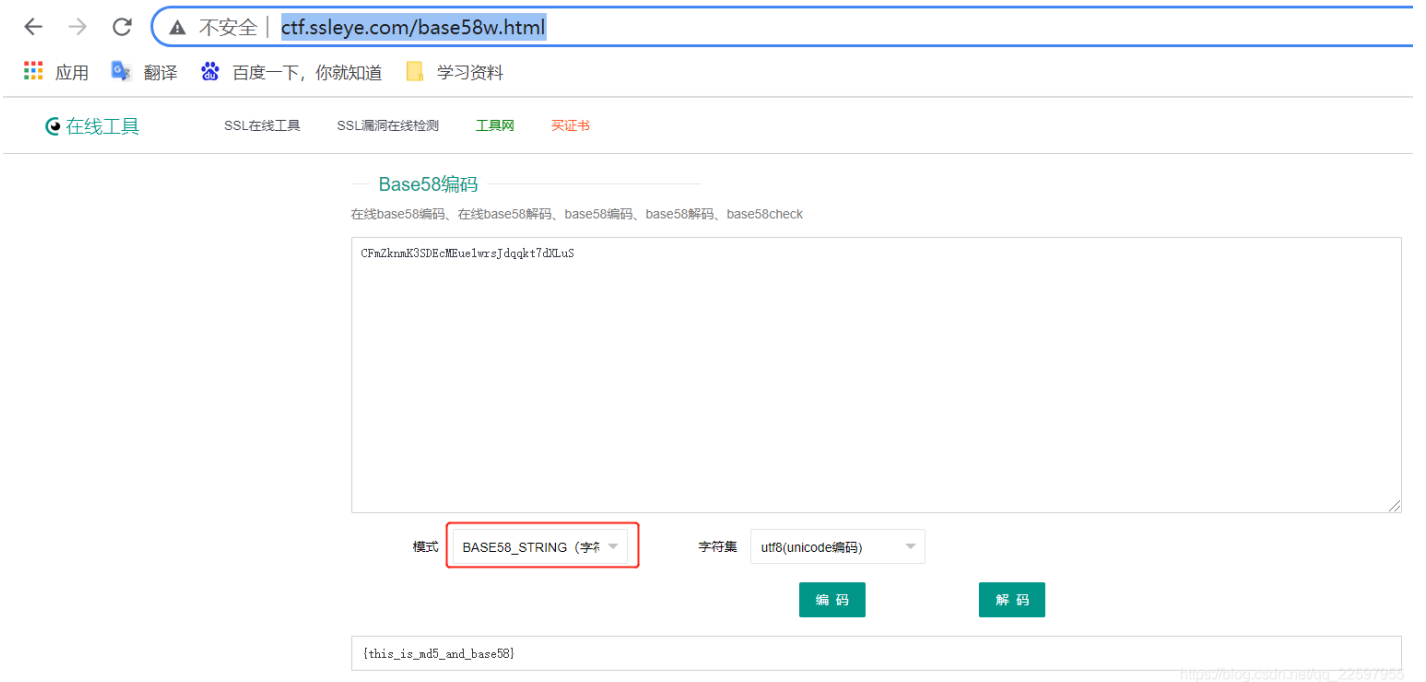 不安全 ctf.ssleye.com/base58w.html
应用 翻译 百度一下，你就知道 学习资料
在线工具 SSL在线工具 SSL漏洞在线检测 工具网 买证书
Base58编码
在线base58编码、在线base58解码、base58编码、base58解码、base58check
CFmZknmK3SDEcMEue1wrsJdqqkt7dXLuS
模式 BASE58_STRING（字符 字符集 utf8(unicode编码)
编 码 解 码
{this_is_md5_and_base58}
https://blog.csdn.net/qq_22597955